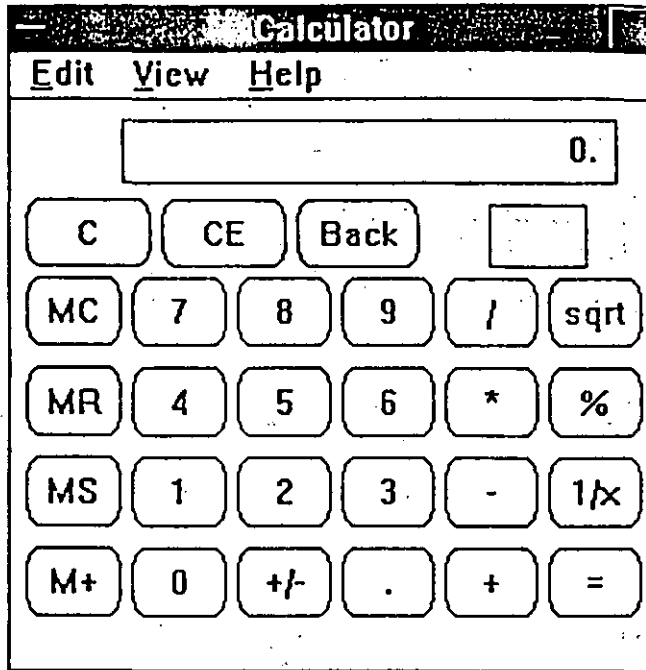 Calculator
Edit View Help
0.
C CE Back
MC 7 8 9 / sqrt
MR 4 5 6 * %
MS 1 2 3 - 1/x
M+ 0 +/- . + =